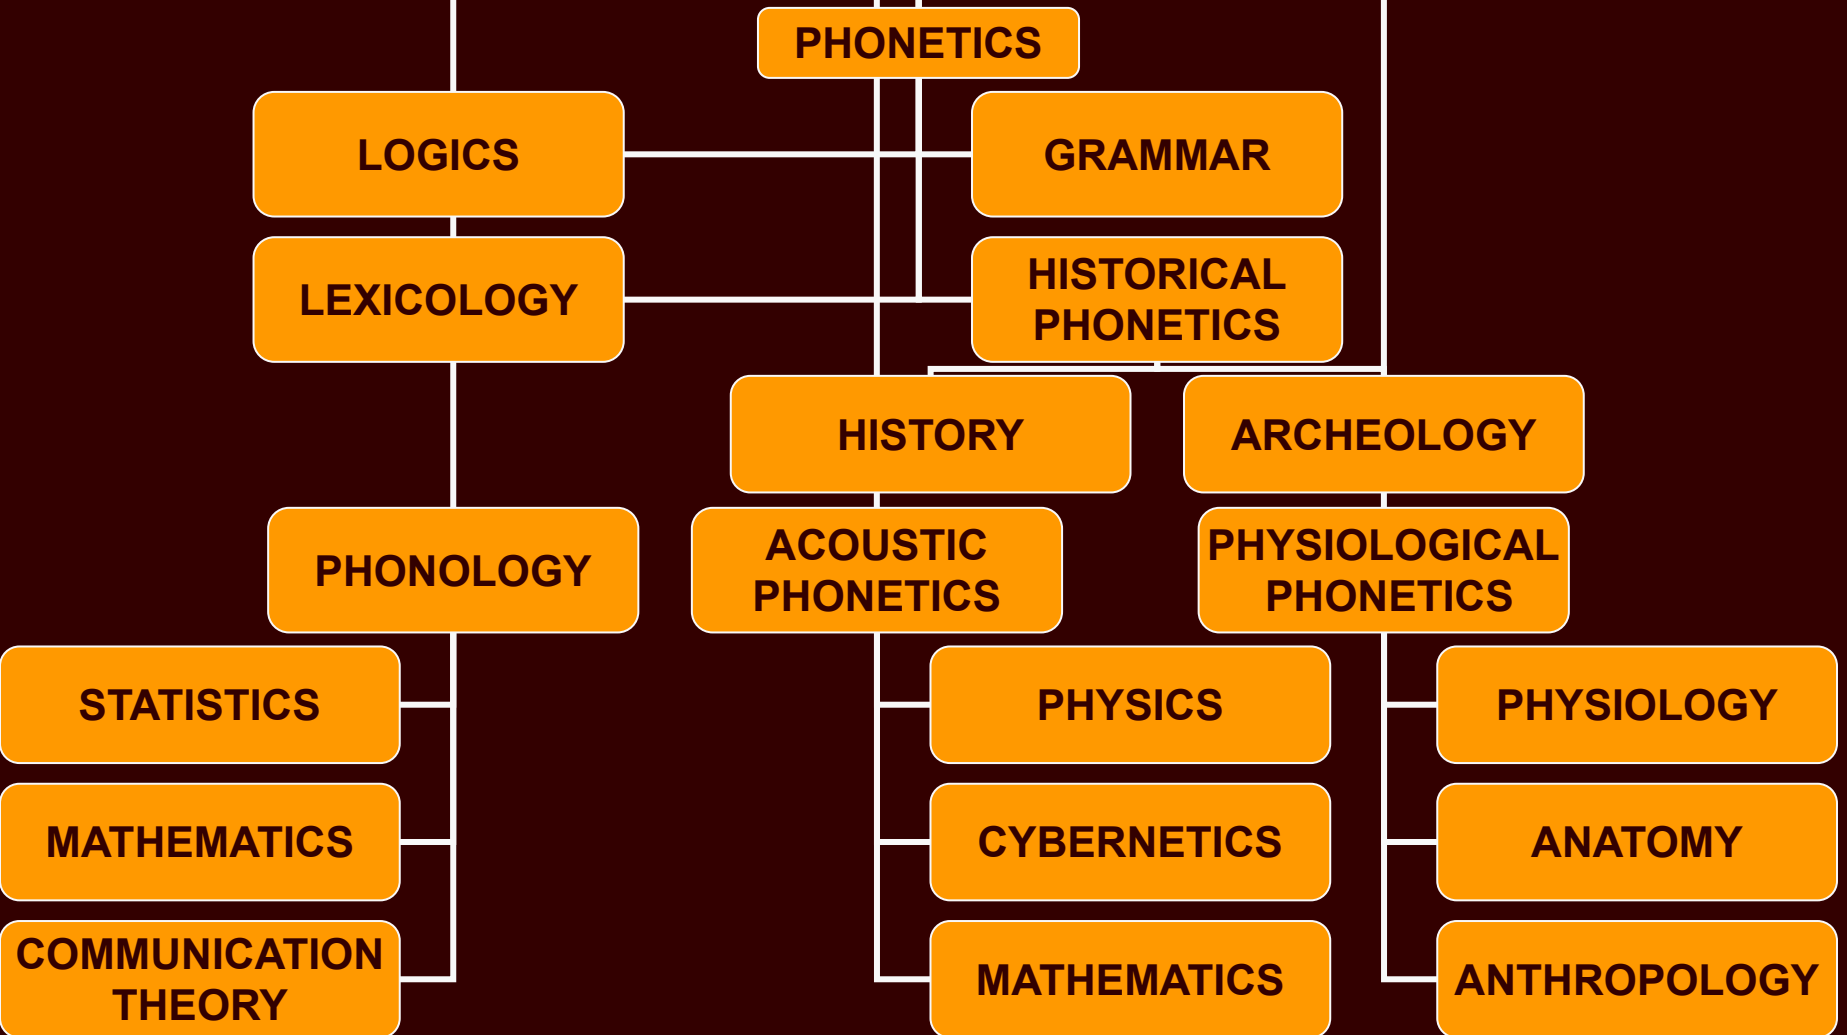 PHONETICS
LOGICS
GRAMMAR
LEXICOLOGY
HISTORICAL
PHONETICS
HISTORY
ARCHEOLOGY
PHONOLOGY
ACOUSTIC
PHONETICS
PHYSIOLOGICAL
PHONETICS
STATISTICS
PHYSICS
PHYSIOLOGY
MATHEMATICS
CYBERNETICS
ANATOMY
COMMUNICATION
THEORY
MATHEMATICS
ANTHROPOLOGY